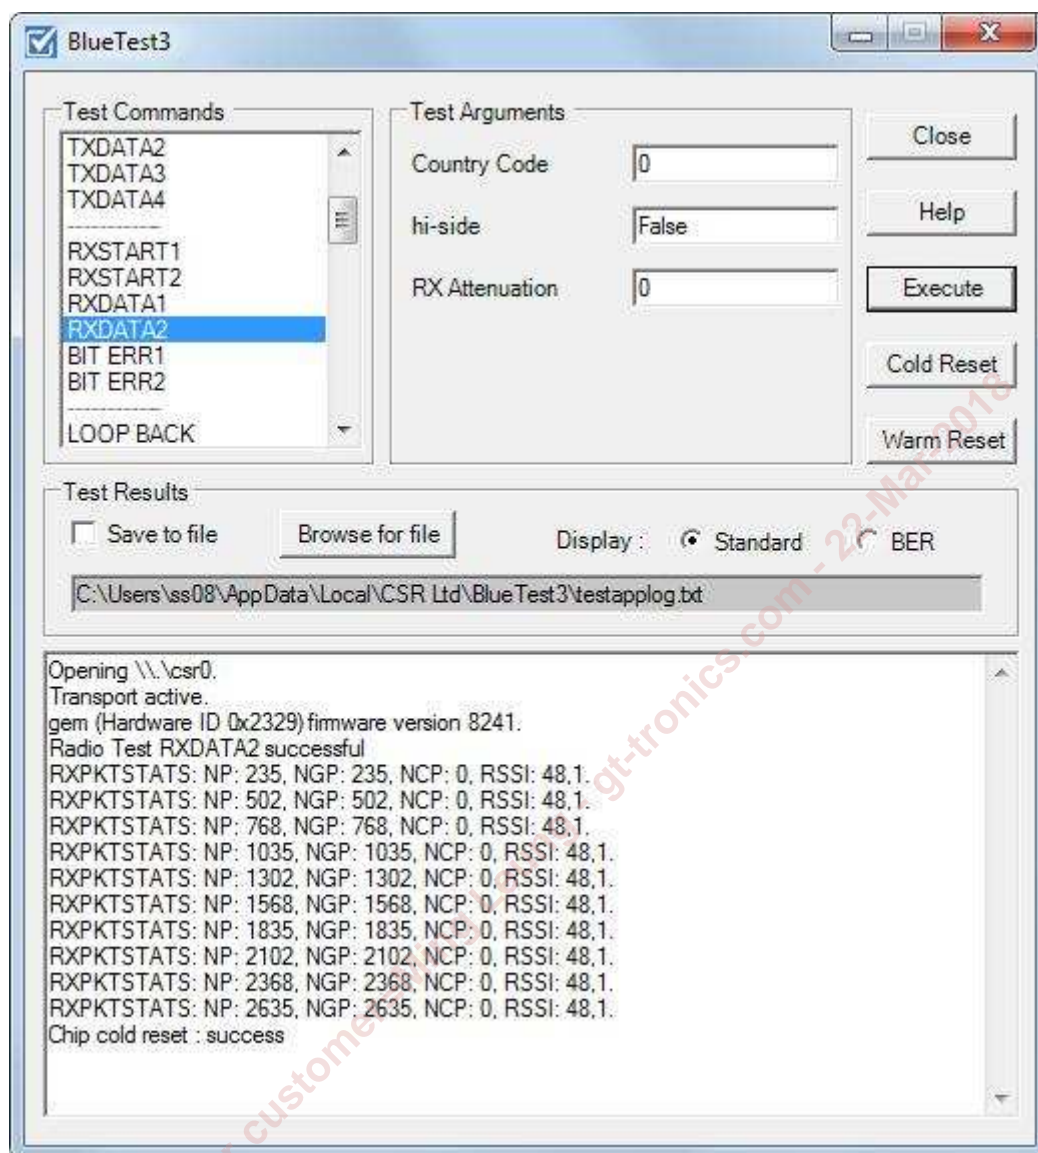 BlueTest3
Test Commands
TXDATA2
TXDATA3
TXDATA4
------------
RXSTART1
RXSTART2
RXDATA1
RXDATA2
BIT ERR1
BIT ERR2
------------
LOOP BACK
Test Arguments
Country Code 0
hi-side False
RX Attenuation 0
Close
Help
Execute
Cold Reset
Warm Reset
Test Results
Save to file Browse for file Display : Standard BER
C:\Users\ss08\AppData\Local\CSR Ltd\BlueTest3\testapplog.txt
Opening \\.\csr0.
Transport active.
gem (Hardware ID 0x2329) firmware version 8241.
Radio Test RXDATA2 successful
RXPKTSTATS: NP: 235, NGP: 235, NCP: 0, RSSI: 48,1.
RXPKTSTATS: NP: 502, NGP: 502, NCP: 0, RSSI: 48,1.
RXPKTSTATS: NP: 768, NGP: 768, NCP: 0, RSSI: 48,1.
RXPKTSTATS: NP: 1035, NGP: 1035, NCP: 0, RSSI: 48,1.
RXPKTSTATS: NP: 1302, NGP: 1302, NCP: 0, RSSI: 48,1.
RXPKTSTATS: NP: 1568, NGP: 1568, NCP: 0, RSSI: 48,1.
RXPKTSTATS: NP: 1835, NGP: 1835, NCP: 0, RSSI: 48,1.
RXPKTSTATS: NP: 2102, NGP: 2102, NCP: 0, RSSI: 48,1.
RXPKTSTATS: NP: 2368, NGP: 2368, NCP: 0, RSSI: 48,1.
RXPKTSTATS: NP: 2635, NGP: 2635, NCP: 0, RSSI: 48,1.
Chip cold reset : success
gt-tronics.com - 22-Mar-2018